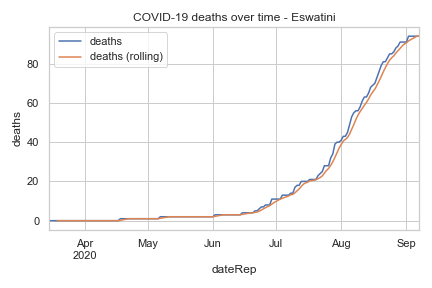 COVID-19 deaths over time - Eswatini
deaths
deaths (rolling)
80
60
40
20
0
deaths
Apr
2020
May
Jun
Jul
Aug
Sep
dateRep